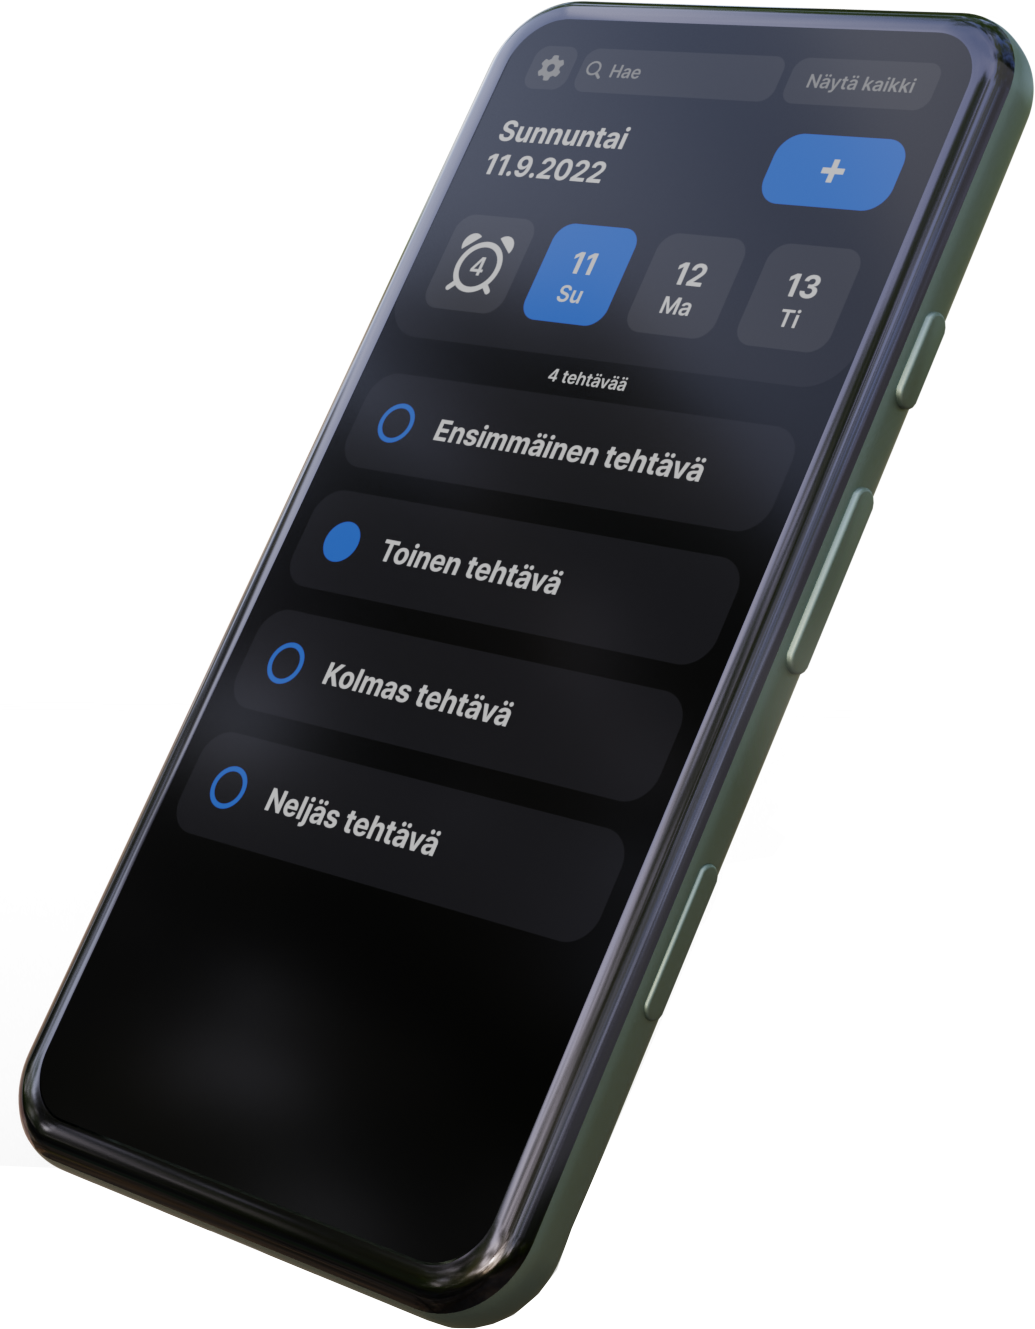 Hae
Näytä kaikki
Sunnuntai
11.9.2022
+
4
11
Su
12
Ma
13
Ti
4 tehtävää
Ensimmäinen tehtävä
Toinen tehtävä
Kolmas tehtävä
Neljäs tehtävä